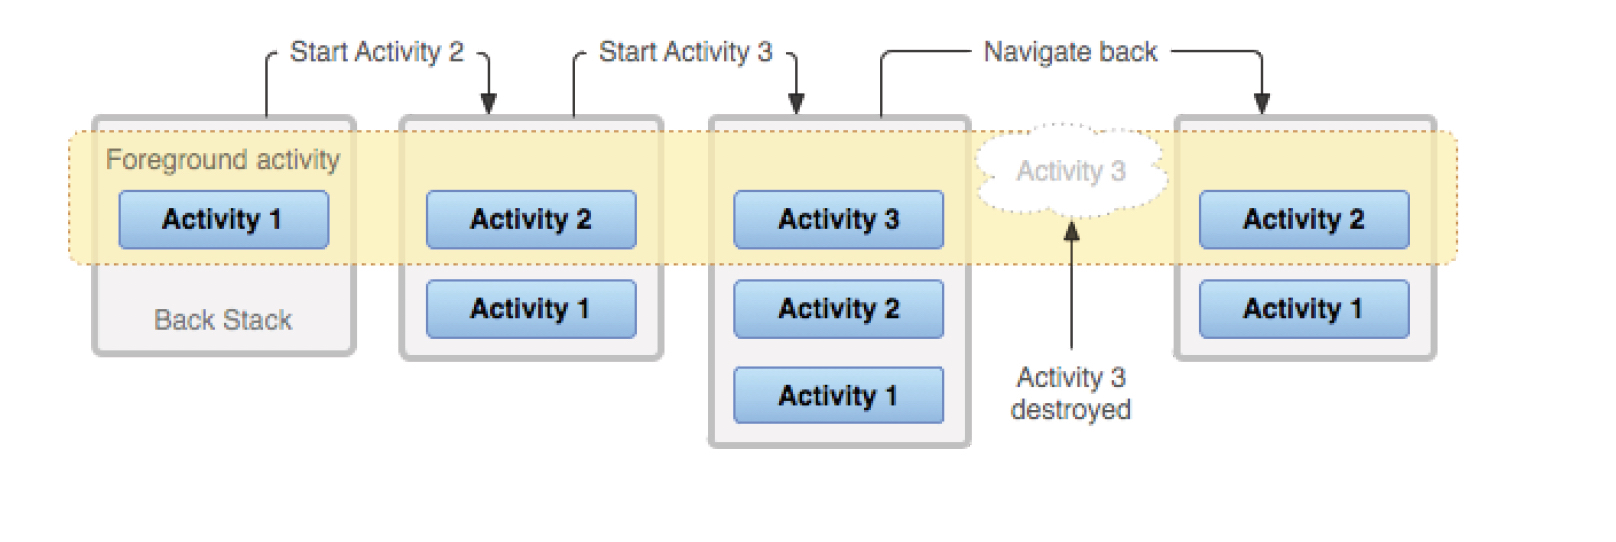 Start Activity 2
Start Activity 3
Navigate back
Foreground activity
Activity 3
Activity 1
Activity 2
Activity 3
Activity 2
Back Stack
Activity 1
Activity 2
Activity 1
Activity 1
Activity 3
destroyed